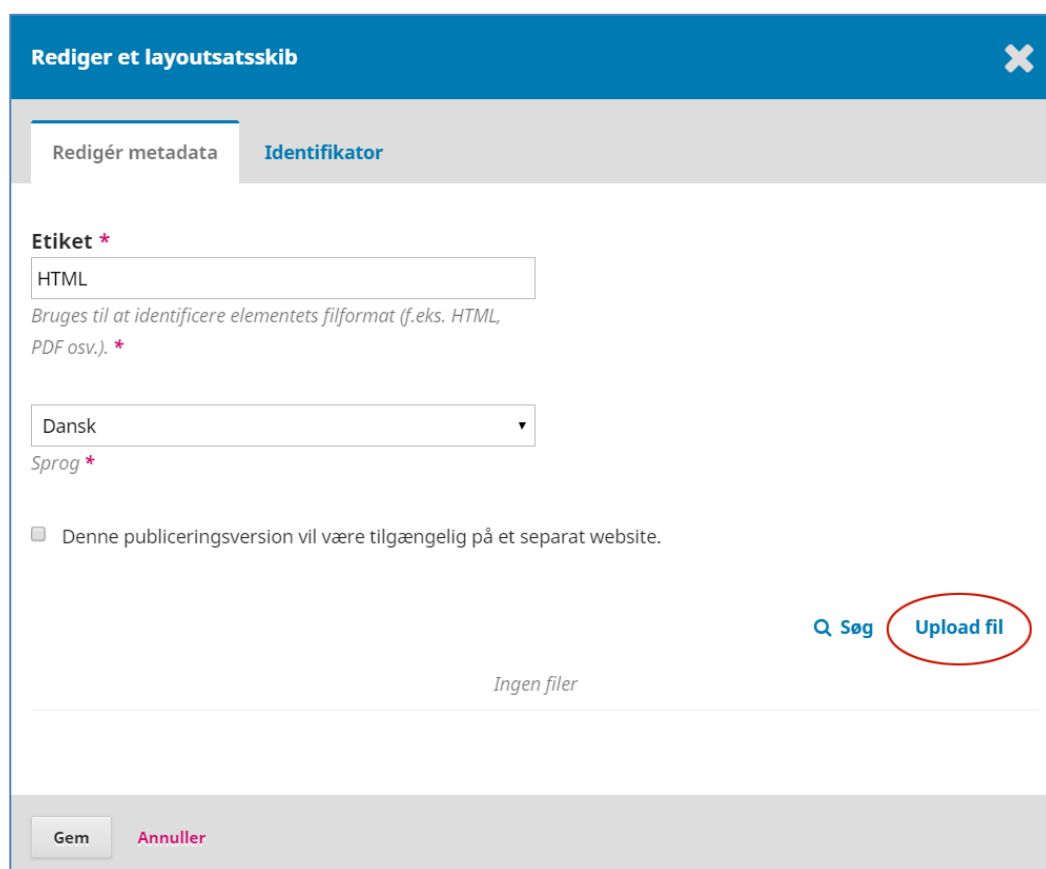 Rediger et layoutsatsskib
Redigér metadata
Identifikator
Etiket *
HTML
Bruges til at identificere elementets filformat (f.eks. HTML,
PDF osv.). *
Dansk
Sprog *
Denne publiceringsversion vil være tilgængelig på et separat website.
Søg
Upload fil
Ingen filer
Gem
Annuller